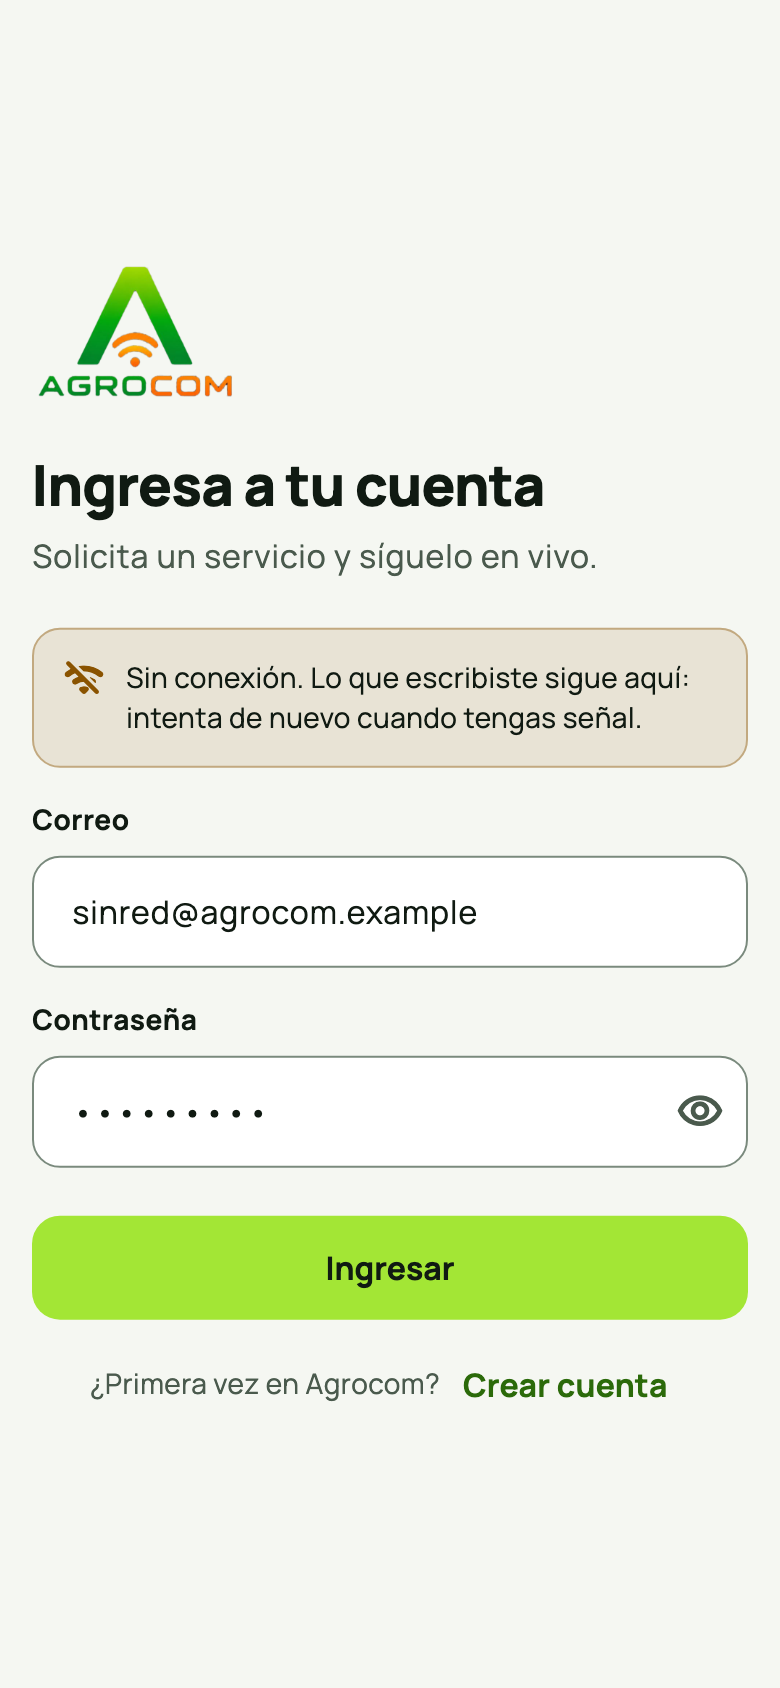 AGROCOM
Ingresa a tu cuenta
Solicita un servicio y síguelo en vivo.
Sin conexión. Lo que escribiste sigue aquí:
intenta de nuevo cuando tengas señal.
Correo
sinred@agrocom.example
Contraseña
•••••••••
Ingresar
¿Primera vez en Agrocom? Crear cuenta